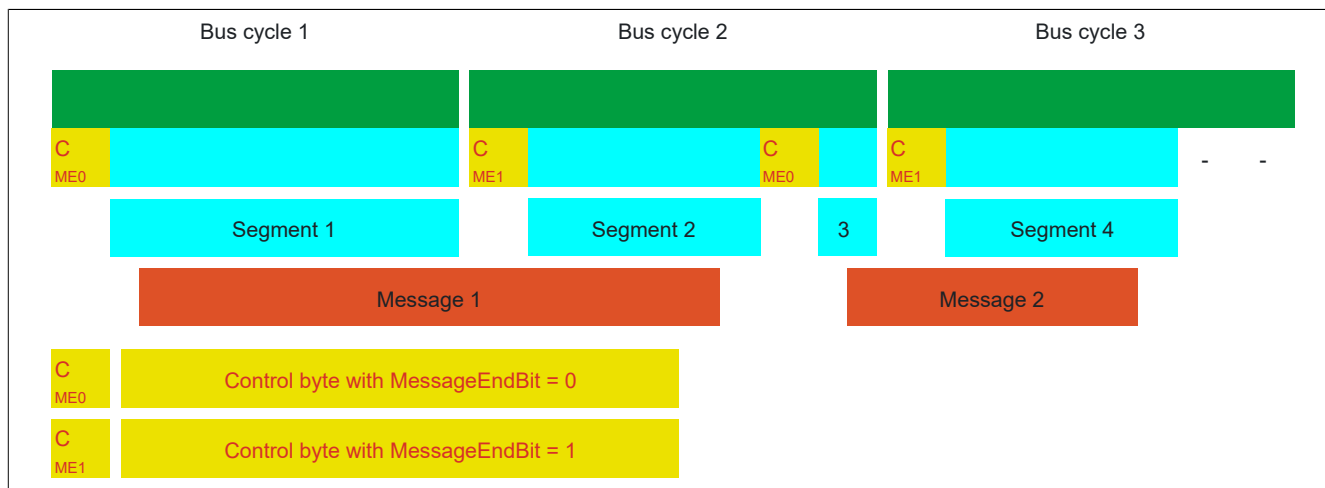 Bus cycle 1 Bus cycle 2 Bus cycle 3
C C C C
ME0 ME1 ME0 ME1 - -
Segment 1 Segment 2 3 Segment 4
Message 1 Message 2
C
ME0 Control byte with MessageEndBit = 0
C
ME1 Control byte with MessageEndBit = 1